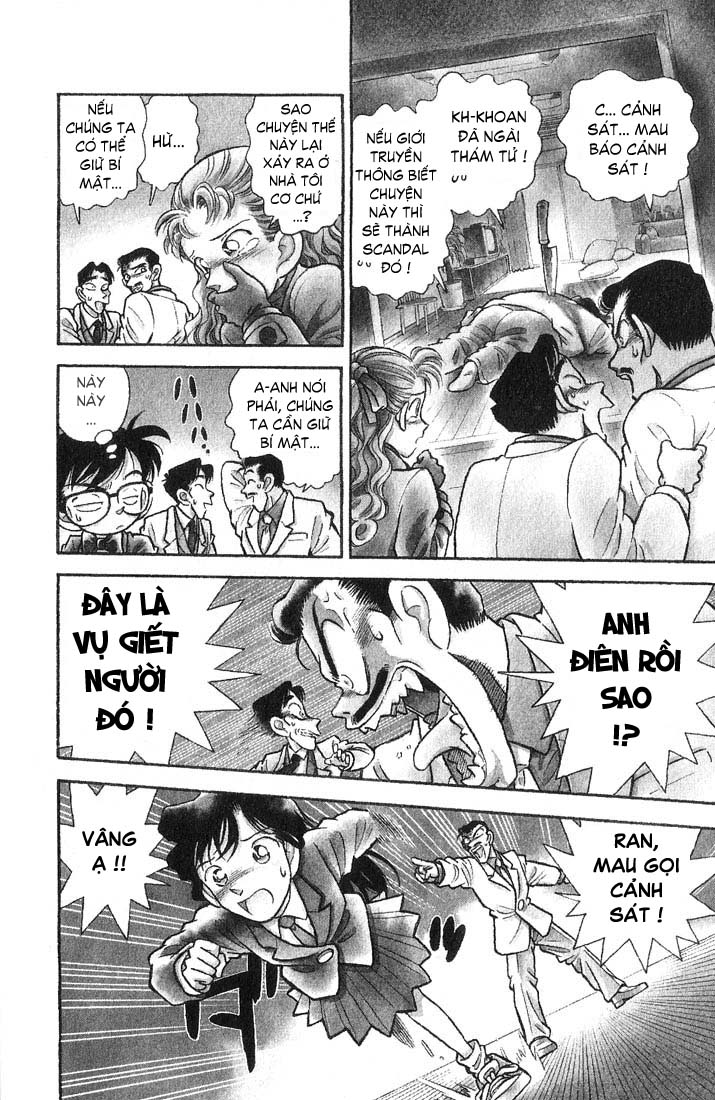 C... CẢNH
SÁT... MAU
BÁO CẢNH
SÁT !
KH-KHOAN
ĐÃ NGÀI
THÁM TỬ !
NẾU GIỚI
TRUYỀN
THÔNG BIẾT
CHUYỆN
NÀY THÌ
SẼ THÀNH
SCANDAL
ĐÓ !
SAO
CHUYỆN THẾ
NÀY LẠI
XẢY RA Ở
NHÀ TÔI
CƠ CHỨ
...?
HỪ...
NẾU
CHÚNG TA
CÓ THỂ
GIỮ BÍ
MẬT...
A-ANH NÓI
PHẢI, CHÚNG
TA CẦN GIỮ
BÍ MẬT...
NÀY
NÀY
...
ANH
ĐIÊN RỒI
SAO
!?
ĐÂY LÀ
VỤ GIẾT
NGƯỜI
ĐÓ !
RAN,
MAU GỌI
CẢNH
SÁT !
VÂNG
Ạ !!